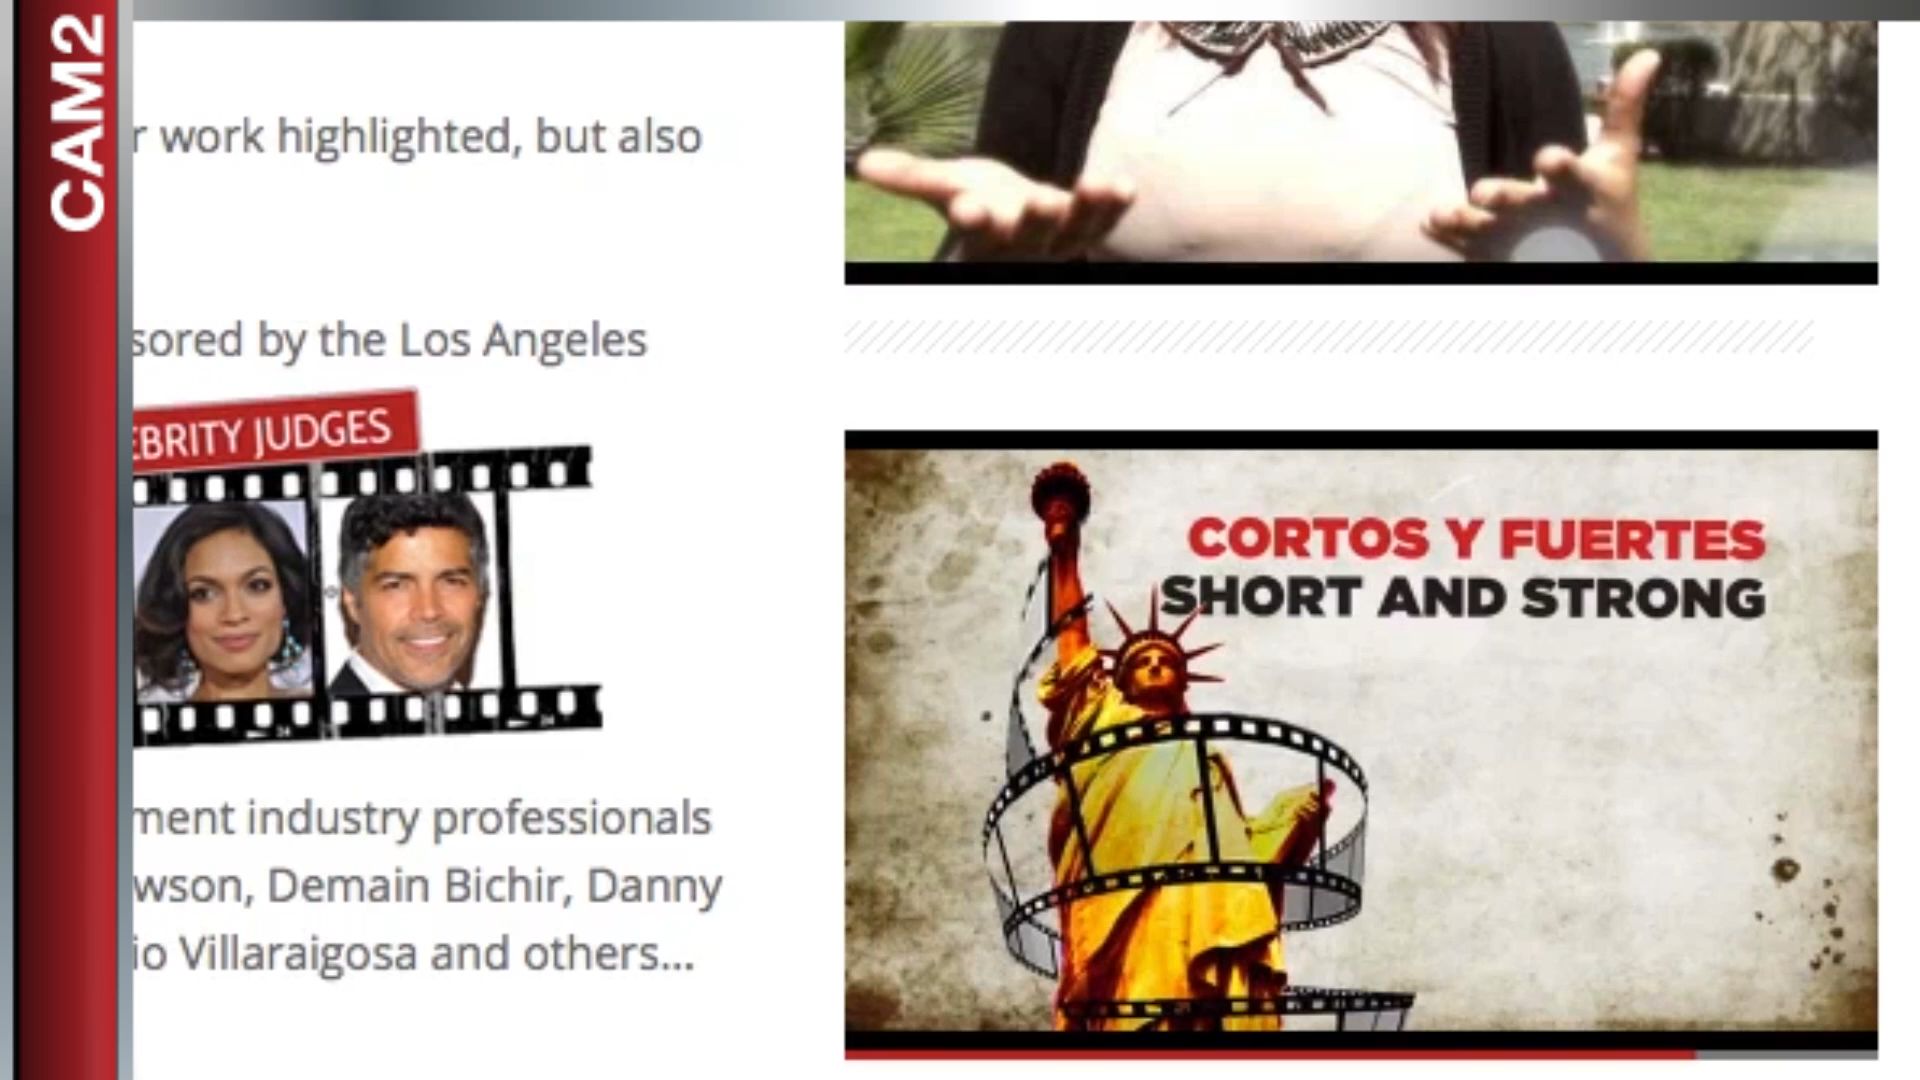 CAM2
r work highlighted, but also
sored by the Los Angeles
EBRITY JUDGES
ment industry professionals
wson, Demain Bichir, Danny
io Villaraigosa and others...
CORTOS Y FUERTES
SHORT AND STRONG